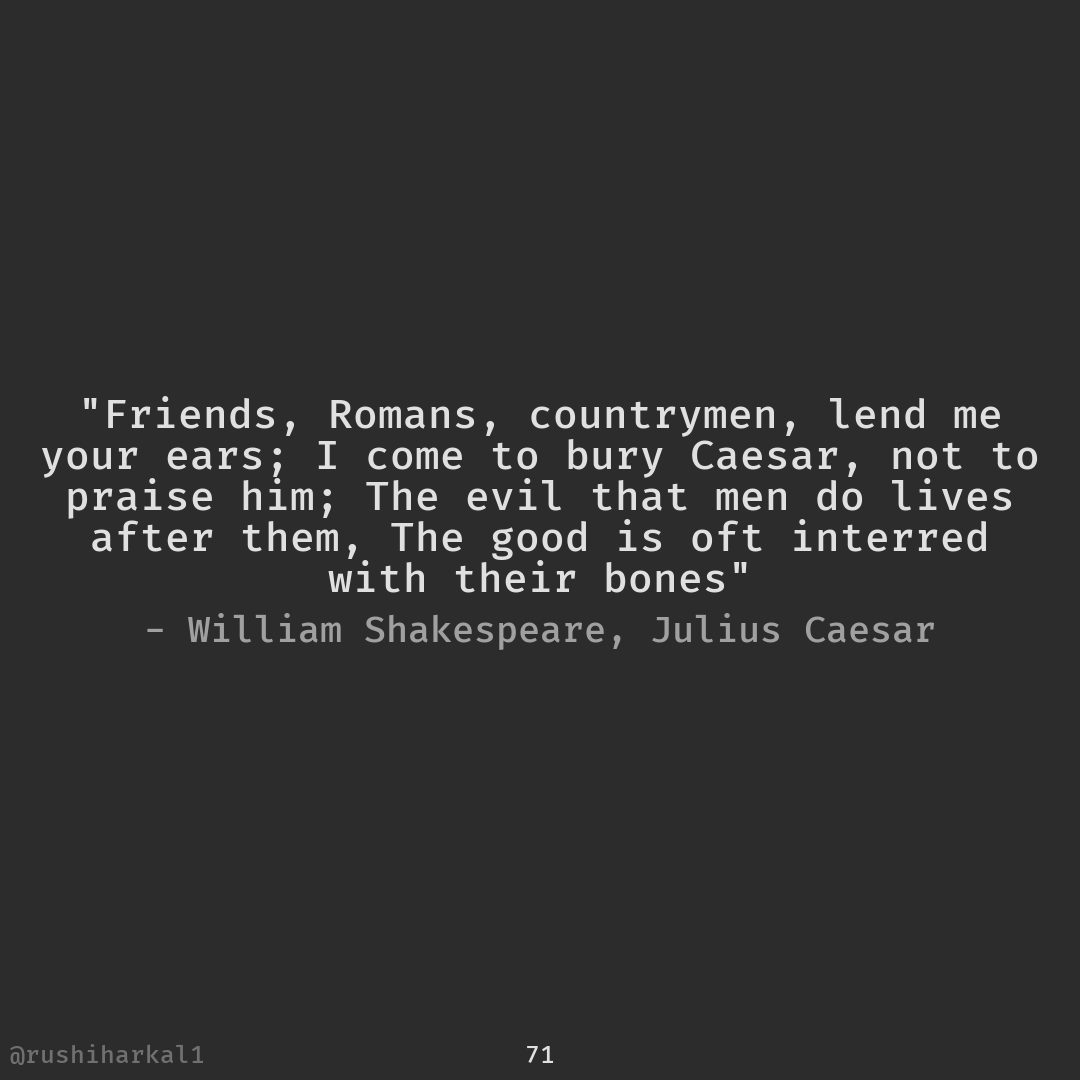 "Friends, Romans, countrymen, lend me
your ears; I come to bury Caesar, not to
praise him; The evil that men do lives
after them, The good is oft interred
with their bones"
– William Shakespeare, Julius Caesar
@rushiharkal1
71